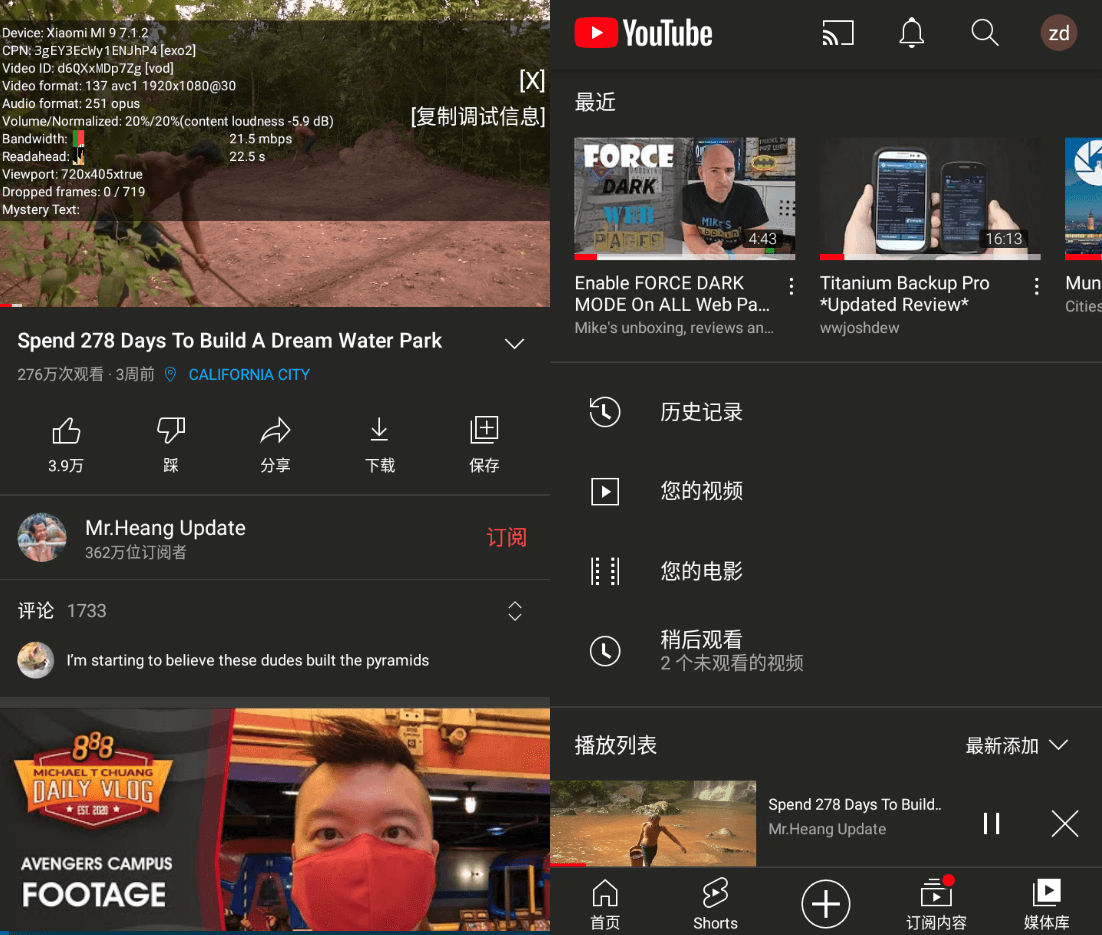 Device: Xiaomi MI 9 7.1.2
CPN: 3gEY3EcWy1ENJhP4 [exo2]
Video ID: d6QXxMDp7Zg [vod]
Video format: 137 avc1 1920x1080@30
Audio format: 251 opus
Volume/Normalized: 20%/20%(content loudness -5.9 dB)
Bandwidth: 21.5 mbps
Readahead: 22.5 s
Viewport: 720x405xtrue
Dropped frames: 0 / 719
Mystery Text:
[X]
[复制调试信息]
Spend 278 Days To Build A Dream Water Park
276万次观看 · 3周前 CALIFORNIA CITY
3.9万 踩 分享 下载 保存
Mr.Heang Update
362万位订阅者
订阅
评论 1733
I'm starting to believe these dudes built the pyramids
888
MICHAEL T CHUANG
DAILY VLOG
EST. 2020
AVENGERS CAMPUS
FOOTAGE
YouTube
zd
最近
FORCE
DARK
WEB
PAGES
MIKE'S
4:43
16:13
Enable FORCE DARK
MODE On ALL Web Pa...
Mike's unboxing, reviews an...
Titanium Backup Pro
*Updated Review*
wwjoshdew
Mun
Cities
历史记录
您的视频
您的电影
稍后观看
2 个未观看的视频
播放列表
最新添加
Spend 278 Days To Build..
Mr.Heang Update
首页 Shorts 订阅内容 媒体库